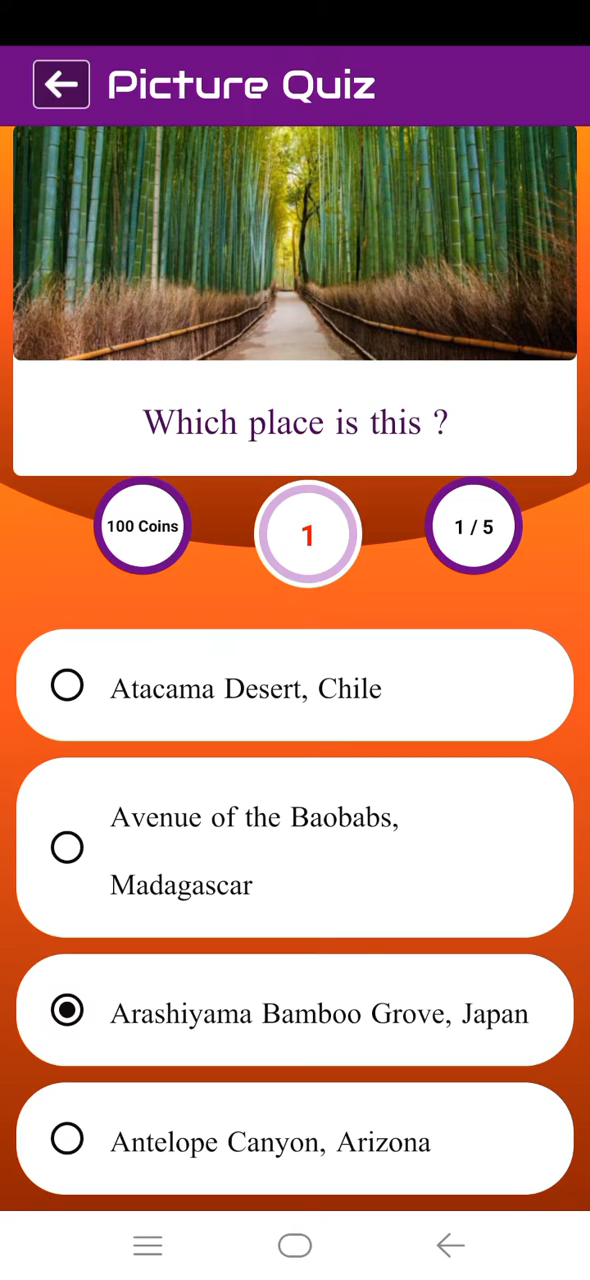 Picture Quiz
Which place is this ?
100 Coins
1
1 / 5
Atacama Desert, Chile
Avenue of the Baobabs,
Madagascar
Arashiyama Bamboo Grove, Japan
Antelope Canyon, Arizona